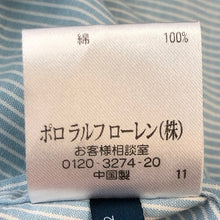 綿 100%
ポロ ラルフ ローレン(株)
お客様相談室
0120-3274-20
中国製 11
2